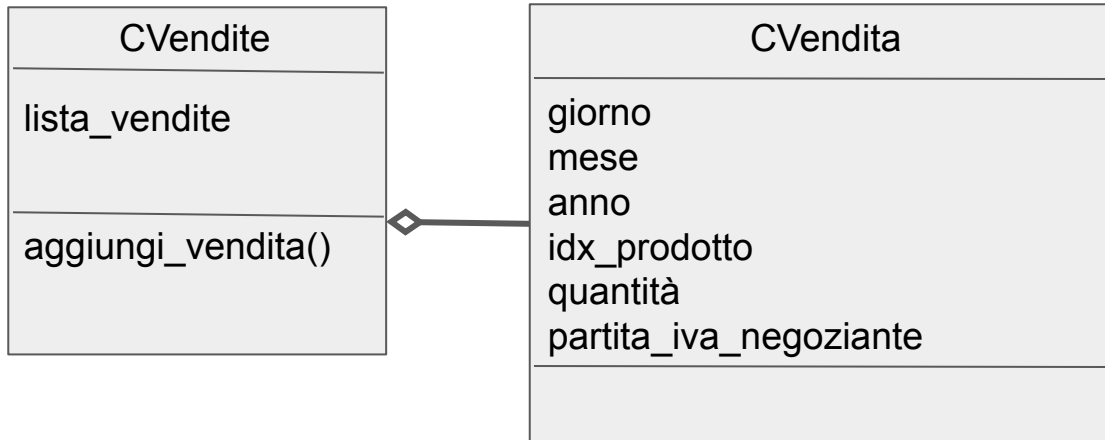 CVendite
lista_vendite
aggiungi_vendita()
CVendita
giorno
mese
anno
idx_prodotto
quantità
partita_iva_negoziante